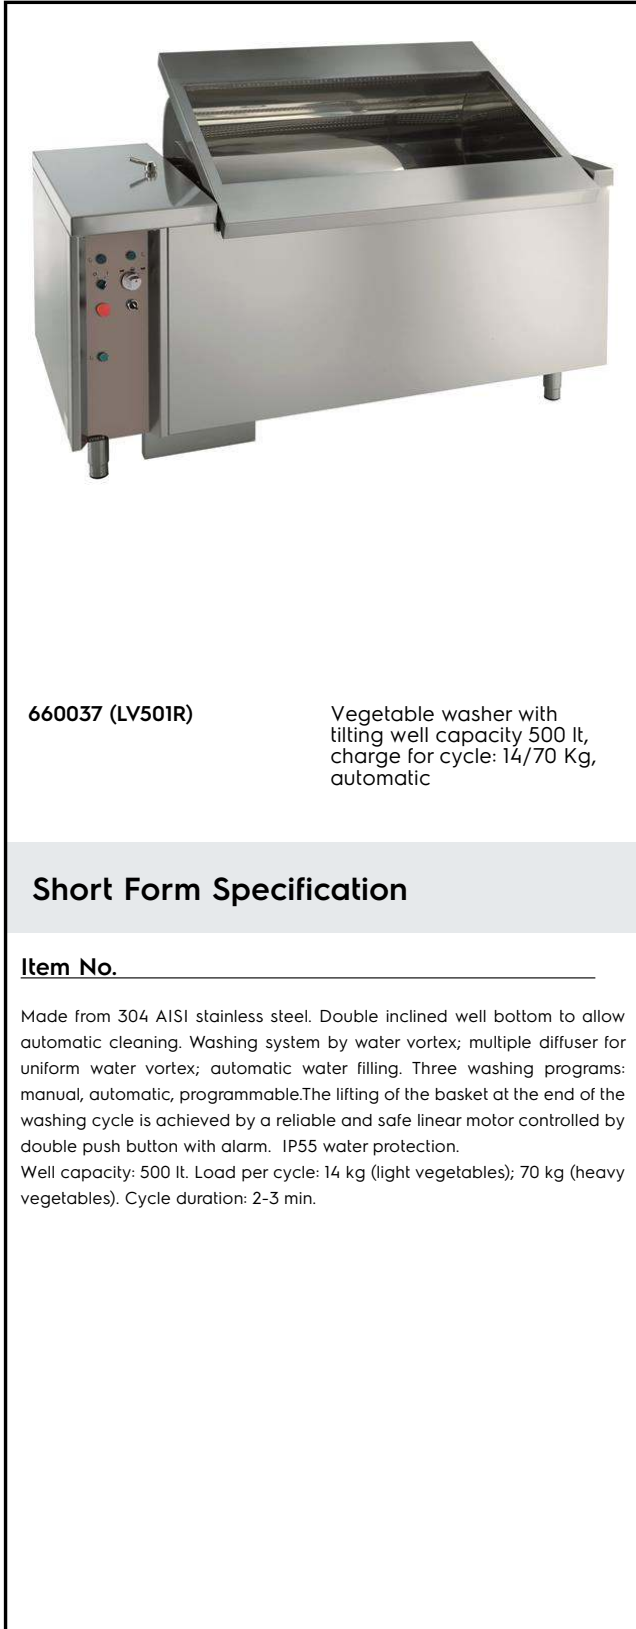 660037 (LV501R)
Vegetable washer with
tilting well capacity 500 lt,
charge for cycle: 14/70 Kg,
automatic
Short Form Specification
Item No.
Made from 304 AISI stainless steel. Double inclined well bottom to allow
automatic cleaning. Washing system by water vortex; multiple diffuser for
uniform water vortex; automatic water filling. Three washing programs:
manual, automatic, programmable.The lifting of the basket at the end of the
washing cycle is achieved by a reliable and safe linear motor controlled by
double push button with alarm.  IP55 water protection.
Well capacity: 500 lt. Load per cycle: 14 kg (light vegetables); 70 kg (heavy
vegetables). Cycle duration: 2-3 min.